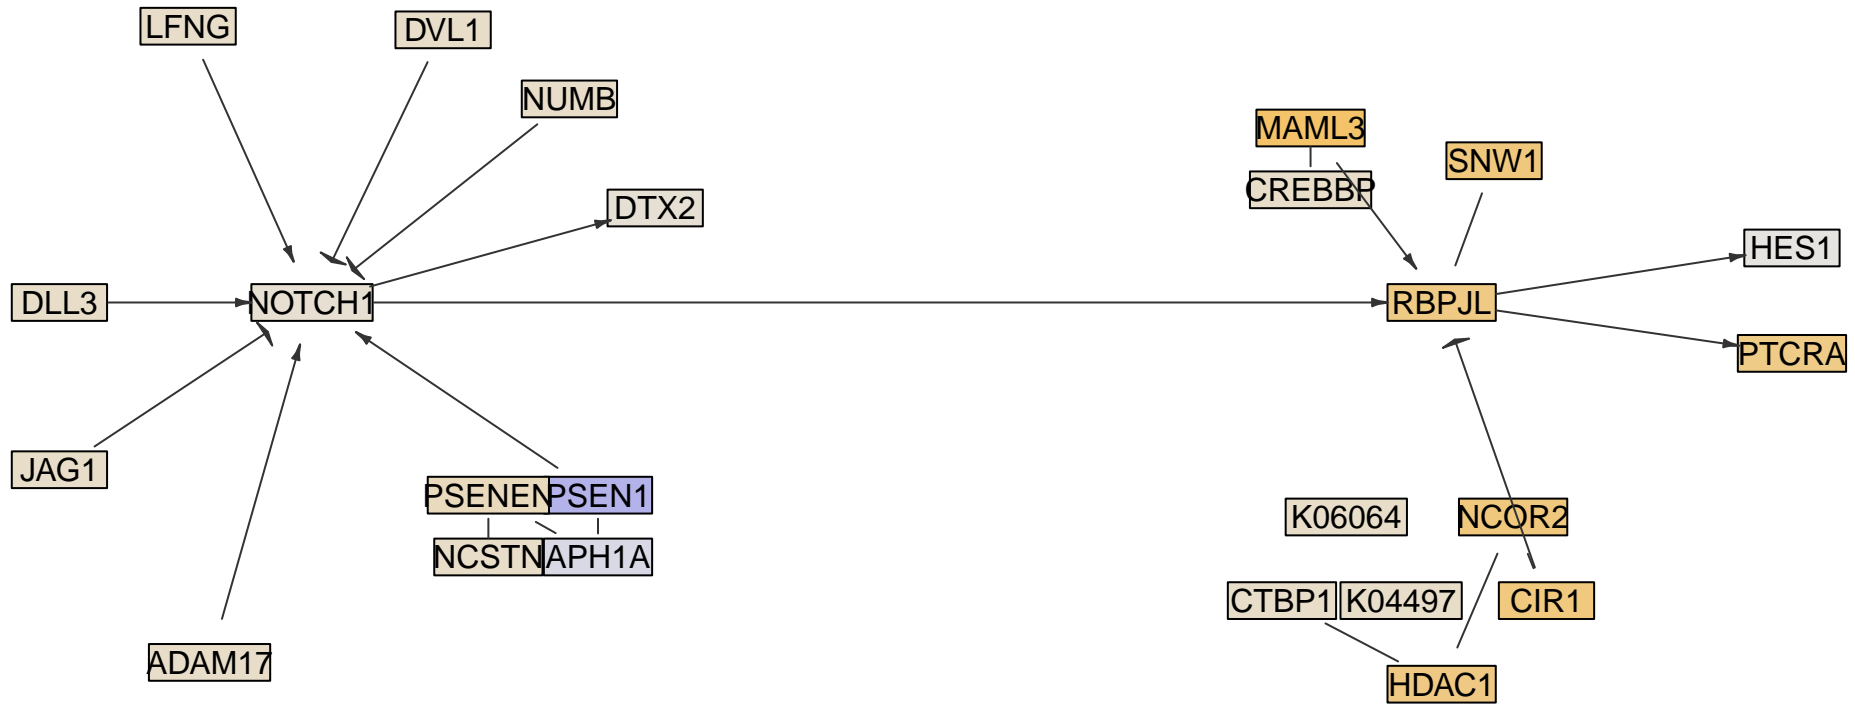 LFNG
DVL1
NUMB
MAML3
SNW1
CREBBP
DTX2
HES1
DLL3
NOTCH1
RBPJL
PTCRA
JAG1
PSENEN
PSEN1
K06064
NCOR2
NCSTN
APH1A
CTBP1
K04497
CIR1
ADAM17
HDAC1